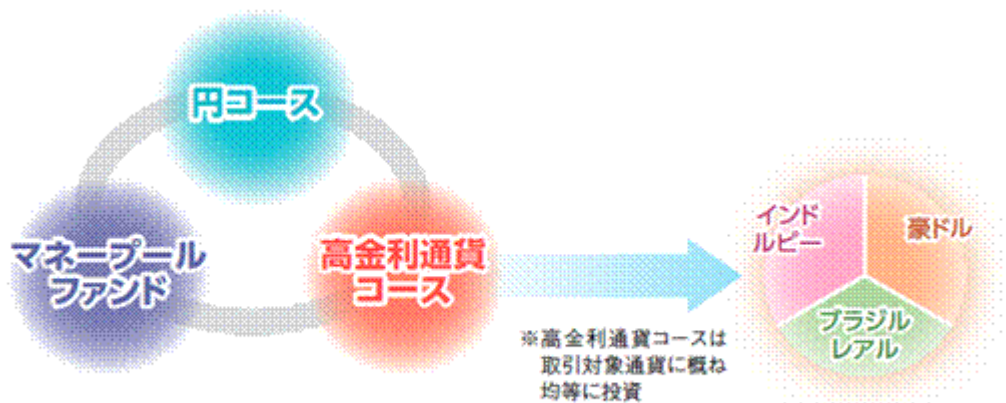 円コース
マネープール
ファンド
高金利通貨
コース
※高金利通貨コースは
取引対象通貨に概ね
均等に投資
インド
ルピー
豪ドル
ブラジル
レアル